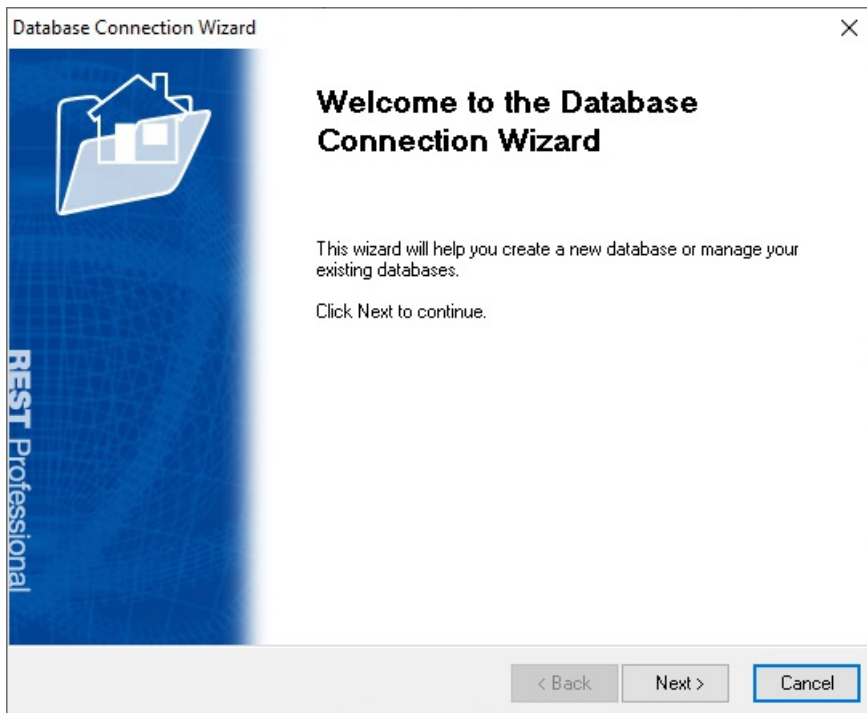 Database Connection Wizard
Welcome to the Database
Connection Wizard
This wizard will help you create a new database or manage your
existing databases.
Click Next to continue.
REST Professional
< Back
Next >
Cancel